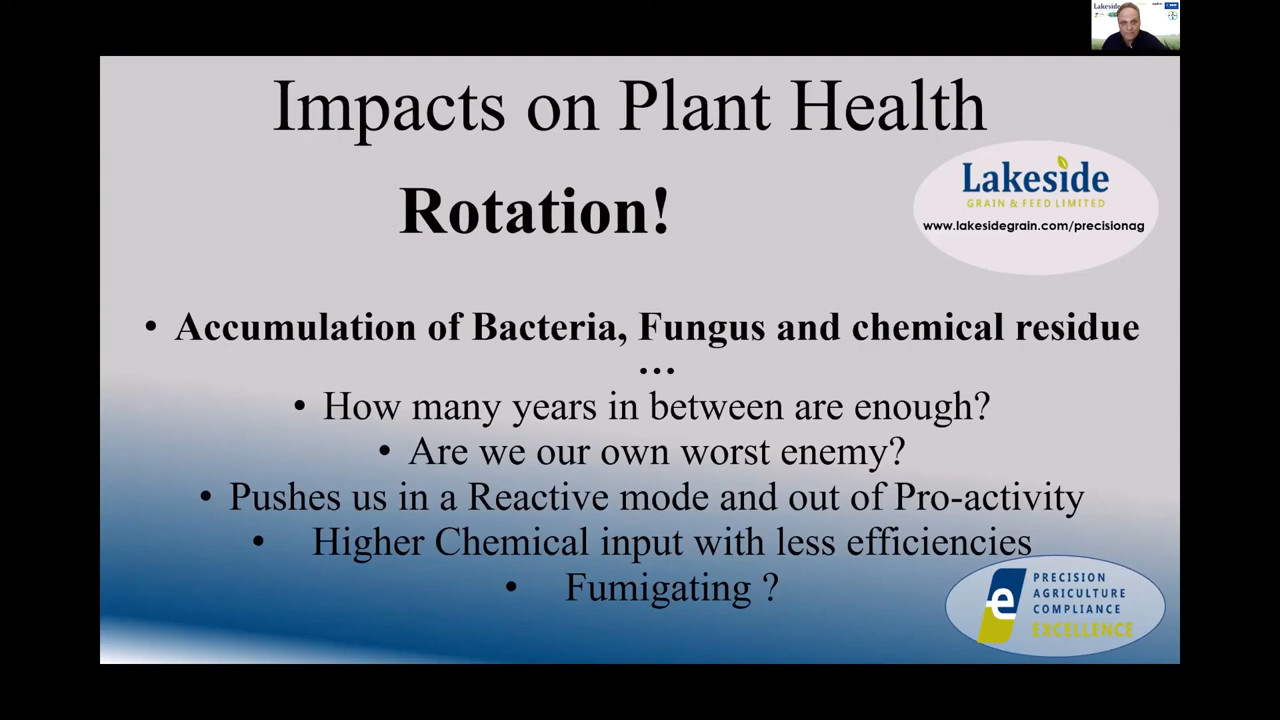 Impacts on Plant Health
Rotation!
Lakeside
GRAIN & FEED LIMITED
www.lakesidegrain.com/precisionag
• Accumulation of Bacteria, Fungus and chemical residue
...
• How many years in between are enough?
• Are we our own worst enemy?
• Pushes us in a Reactive mode and out of Pro-activity
• Higher Chemical input with less efficiencies
• Fumigating ?
e
PRECISION
AGRICULTURE
COMPLIANCE
EXCELLENCE
Lakeside